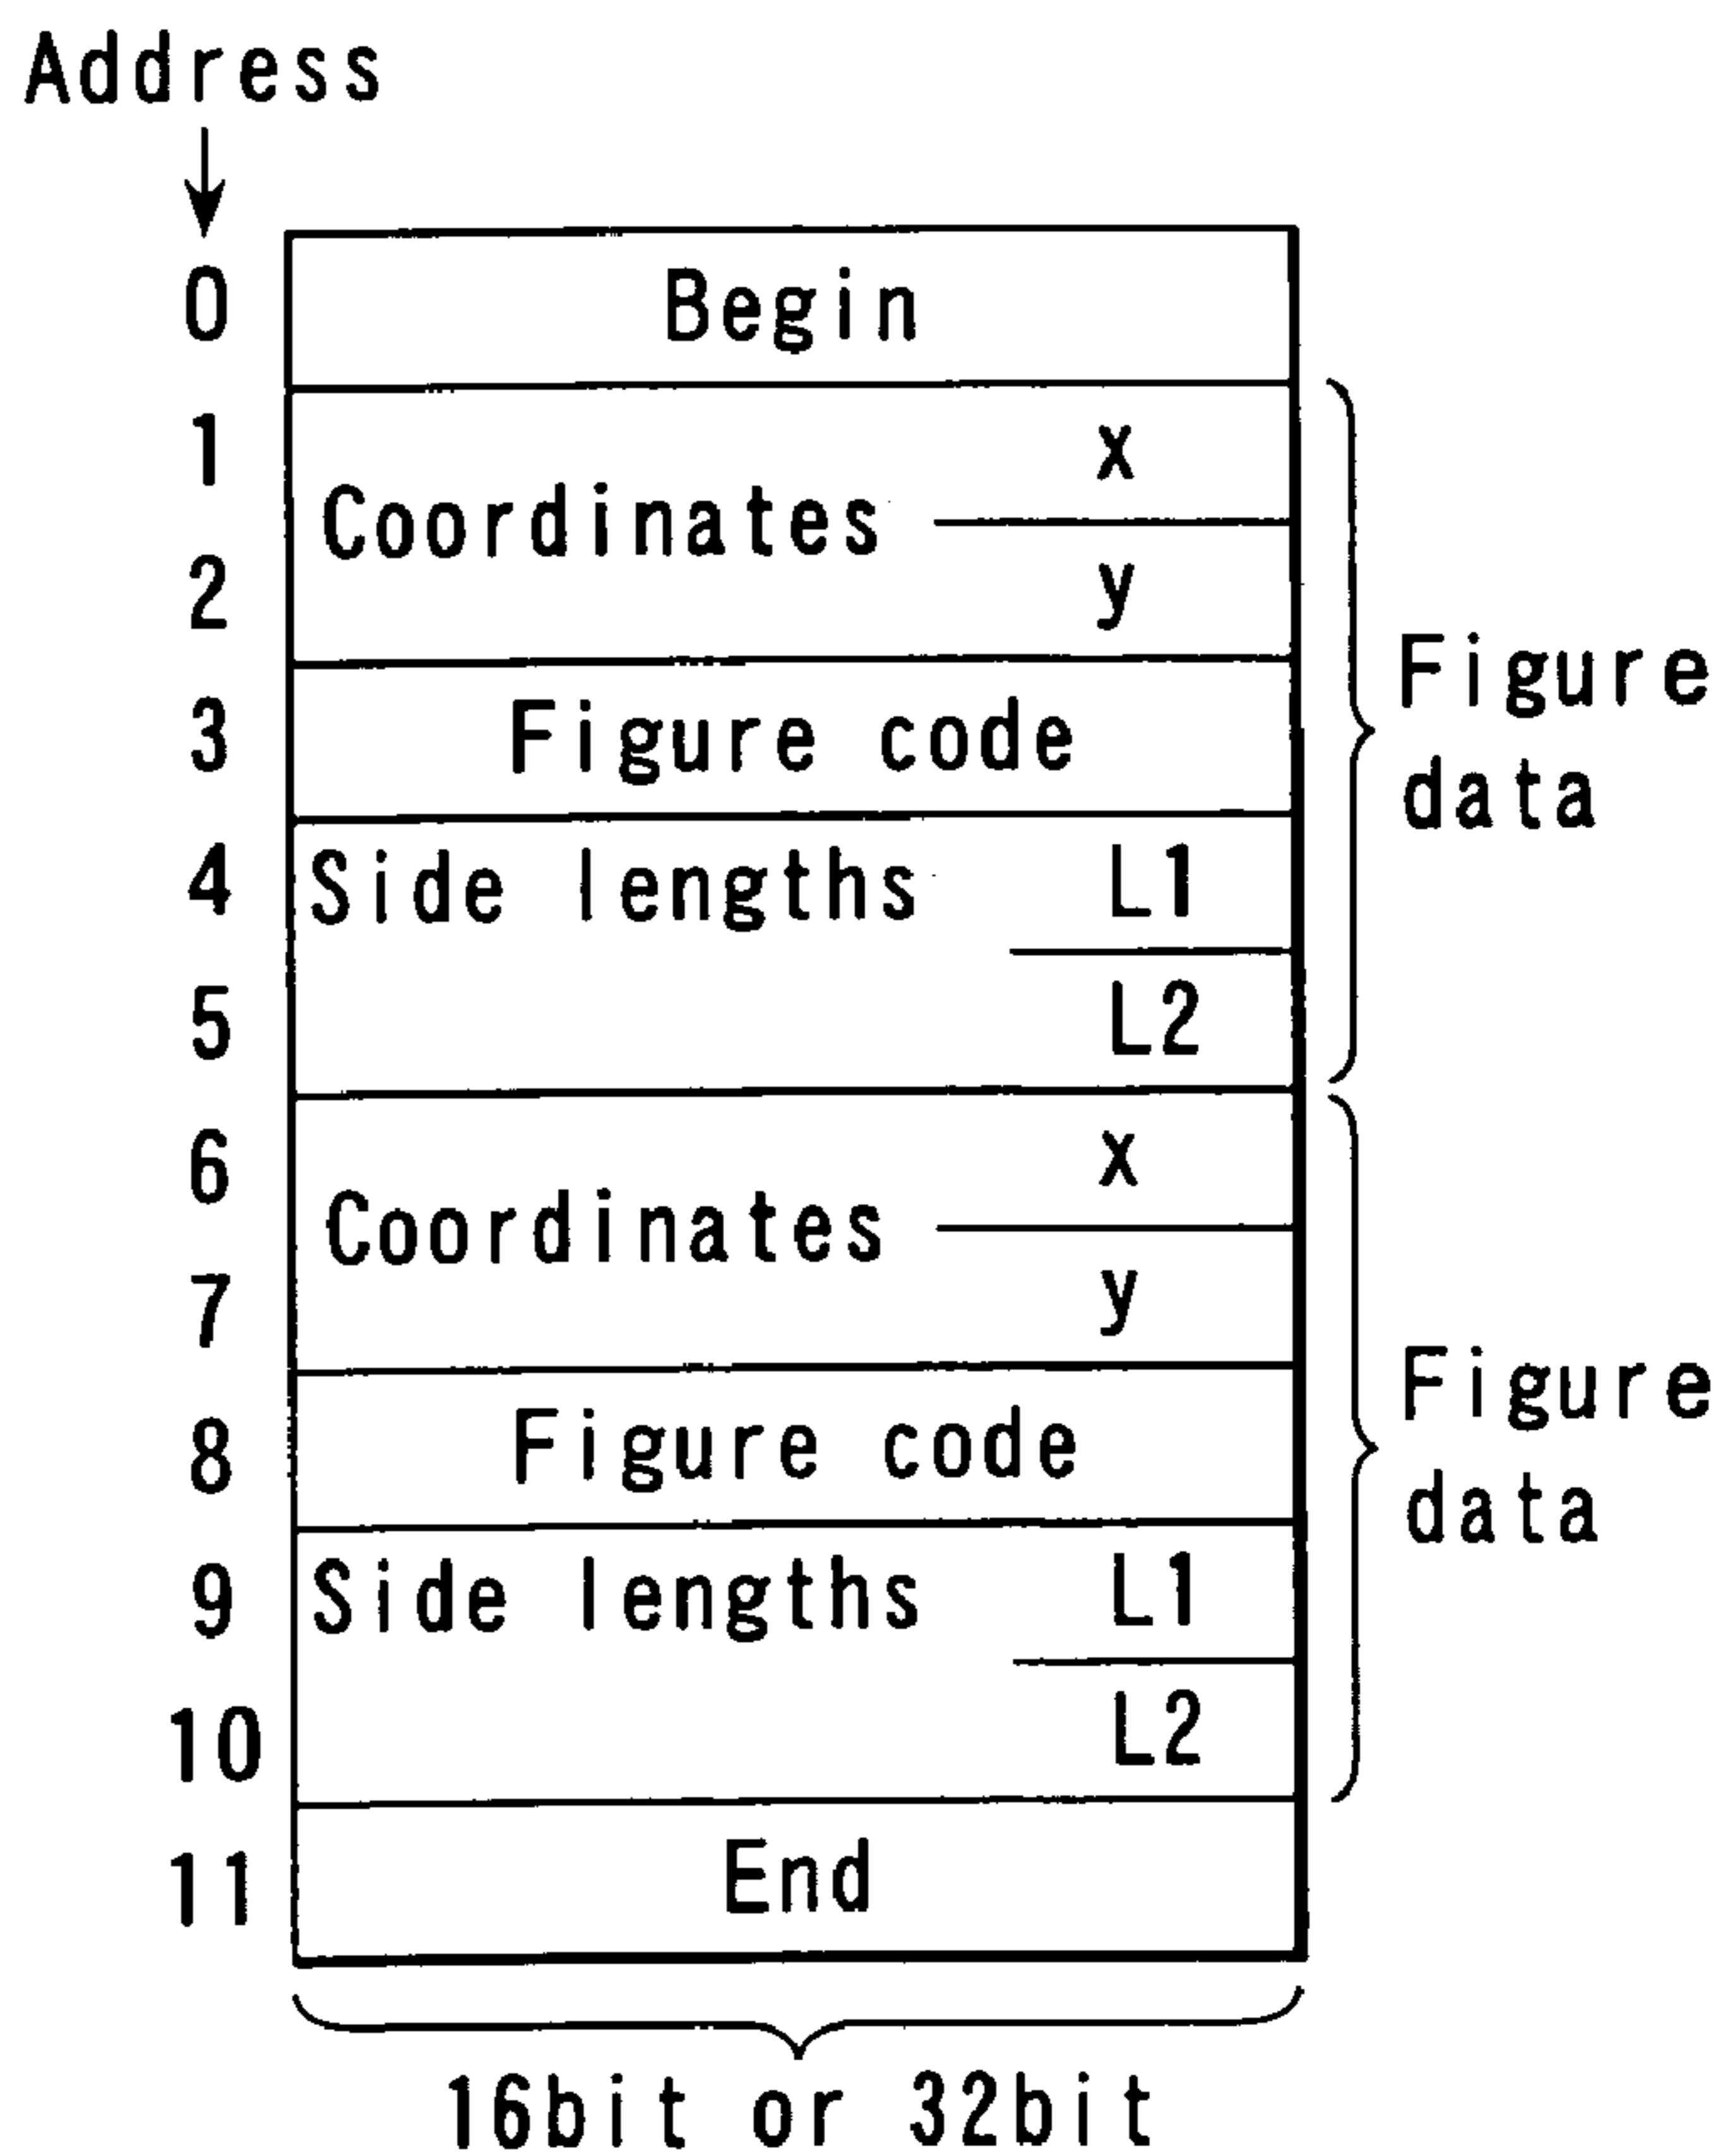 Address
0 Begin
1 x
Coordinates
2 y
3 Figure code
4 Side lengths L1
5 L2
Figure
data
6 x
Coordinates
7 y
8 Figure code
9 Side lengths L1
10 L2
Figure
data
11 End
16bit or 32bit